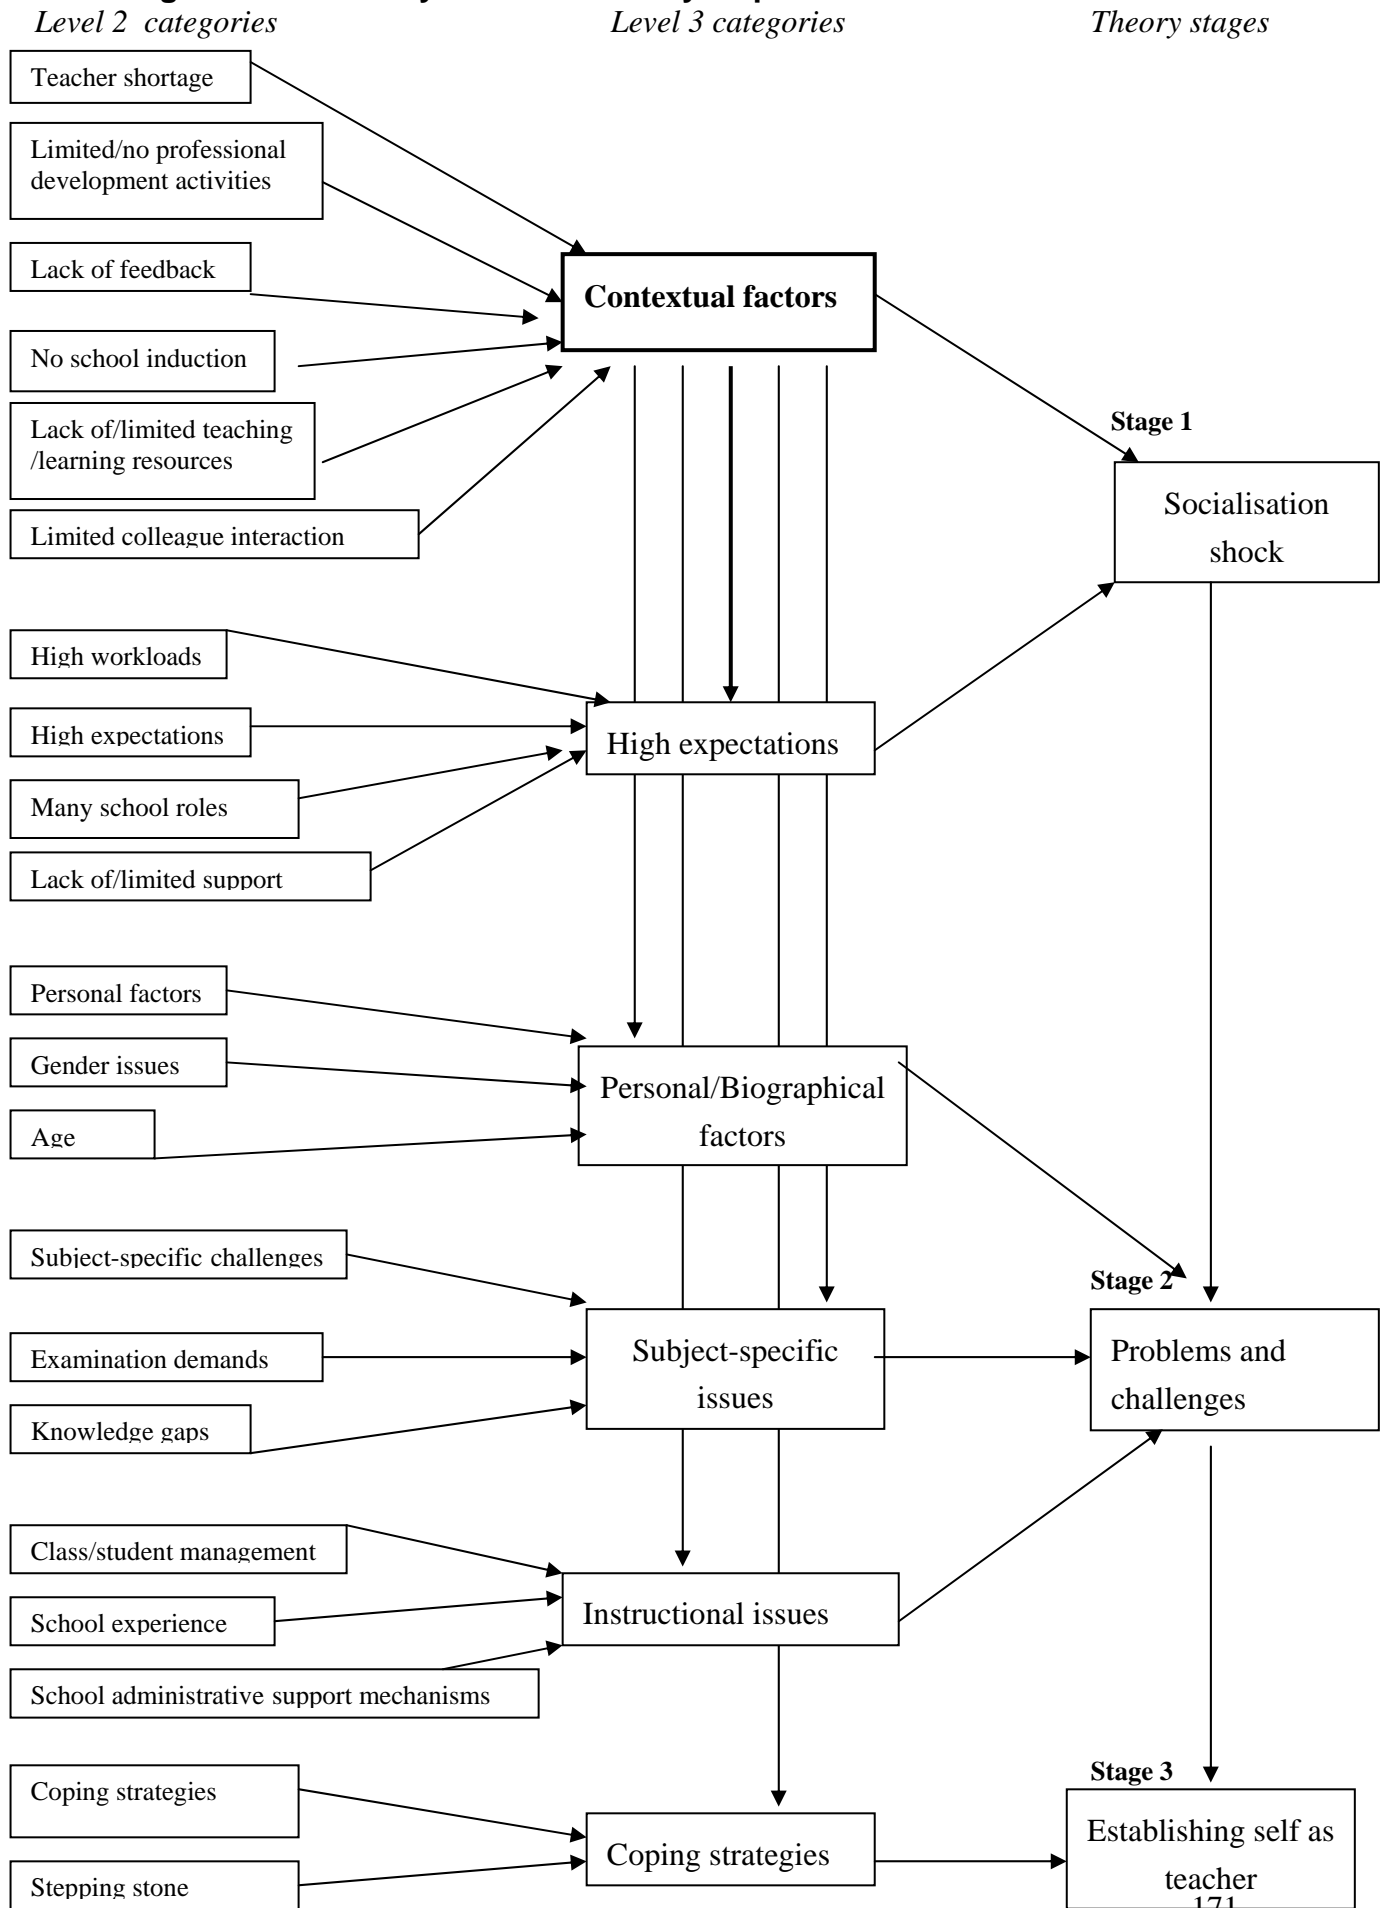 Level 2  categories
Level 3 categories
Theory stages
Teacher shortage
Limited/no professional
development activities
Lack of feedback
No school induction
Lack of/limited teaching
/learning resources
Limited colleague interaction
Contextual factors
Stage 1
Socialisation
shock
High workloads
High expectations
Many school roles
Lack of/limited support
High expectations
Personal factors
Gender issues
Age
Personal/Biographical
factors
Subject-specific challenges
Examination demands
Knowledge gaps
Subject-specific
issues
Stage 2
Problems and
challenges
Class/student management
School experience
School administrative support mechanisms
Instructional issues
Coping strategies
Stepping stone
Coping strategies
Stage 3
Establishing self as
teacher
171